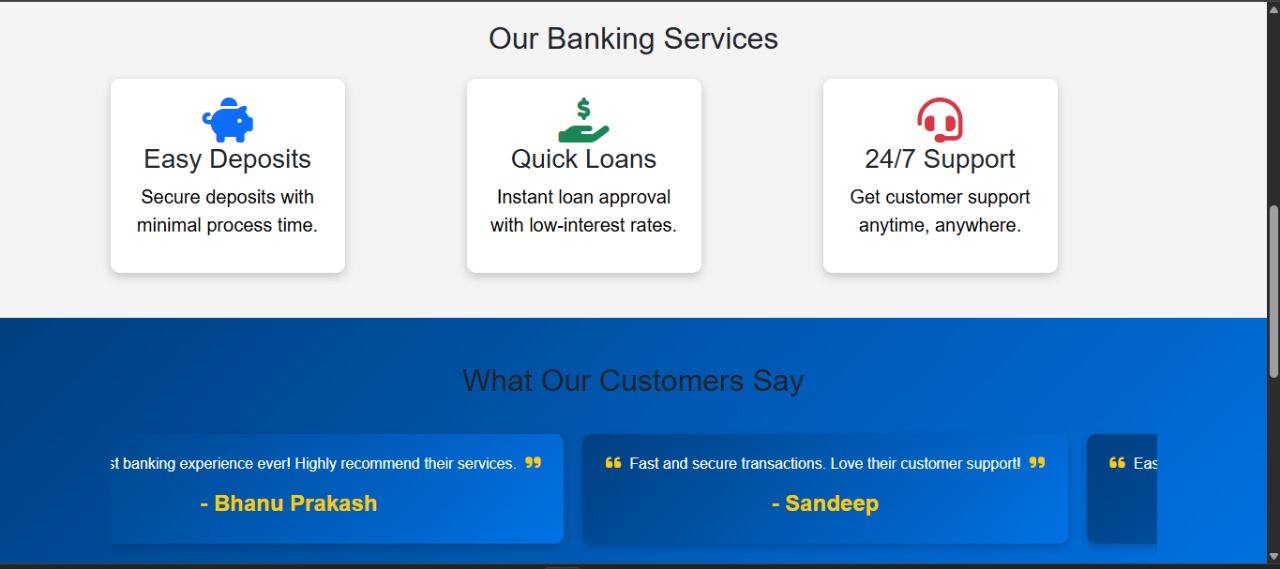 Our Banking Services
Easy Deposits
Secure deposits with
minimal process time.
Quick Loans
Instant loan approval
with low-interest rates.
24/7 Support
Get customer support
anytime, anywhere.
What Our Customers Say
banking experience ever! Highly recommend their services. ❞
- Bhanu Prakash
❝ Fast and secure transactions. Love their customer support! ❞
- Sandeep
❝